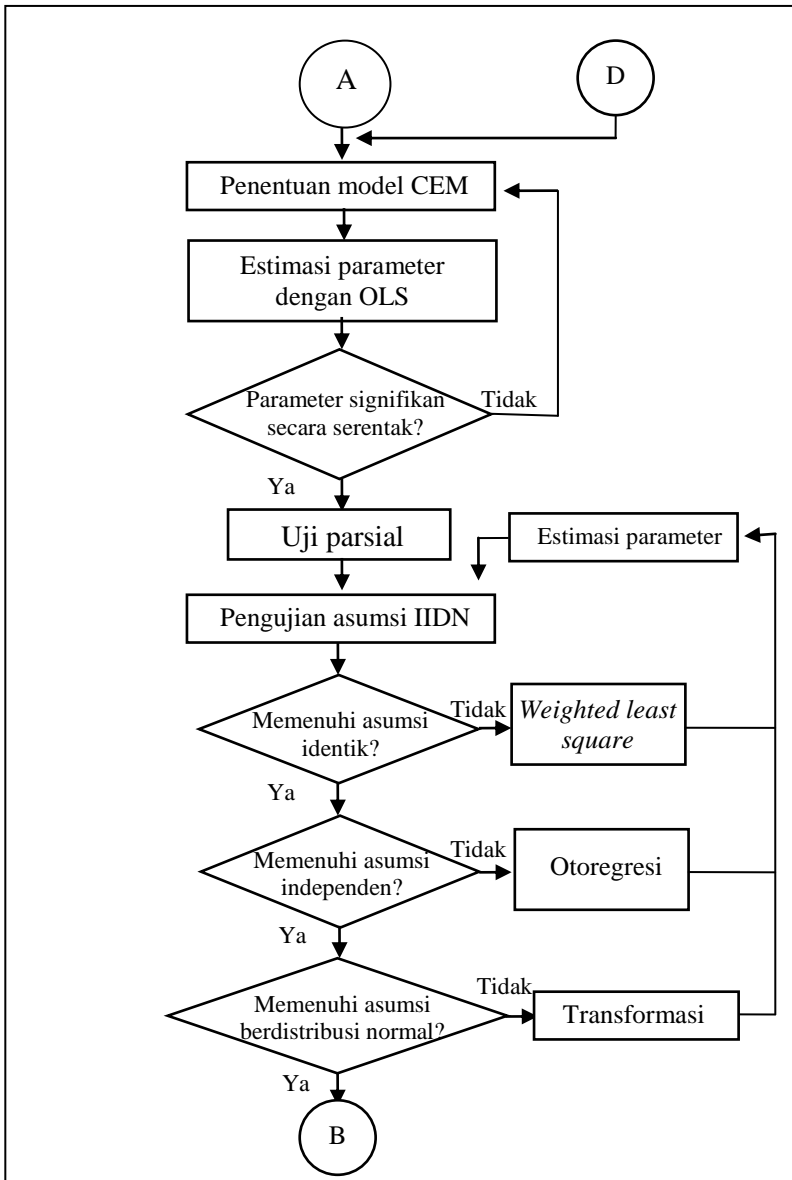 A
D
Penentuan model CEM
Estimasi parameter
dengan OLS
Parameter signifikan
secara serentak?
Tidak
Ya
Uji parsial
Estimasi parameter
Pengujian asumsi IIDN
Memenuhi asumsi
identik?
Tidak
Weighted least
square
Ya
Memenuhi asumsi
independen?
Tidak
Otoregresi
Ya
Memenuhi asumsi
berdistribusi normal?
Tidak
Transformasi
Ya
B